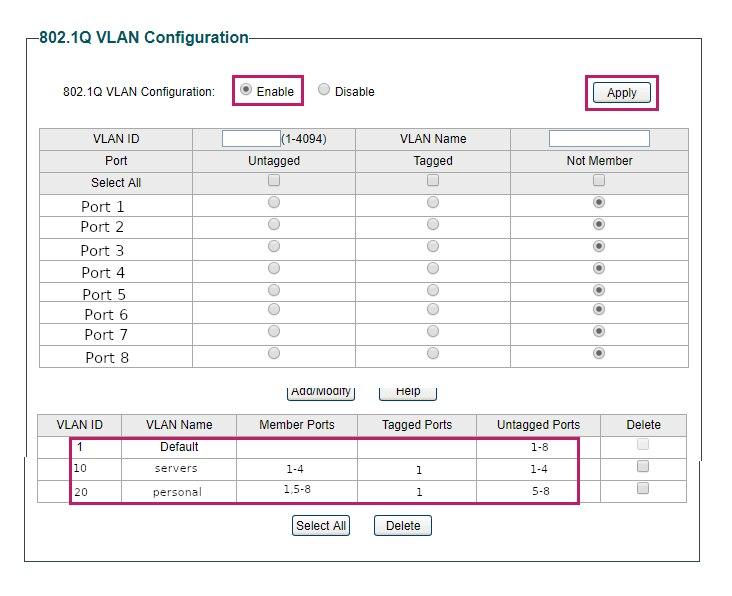 802.1Q VLAN Configuration
802.1Q VLAN Configuration: Enable Disable Apply
VLAN ID (1-4094) VLAN Name
Port Untagged Tagged Not Member
Select All
Port 1
Port 2
Port 3
Port 4
Port 5
Port 6
Port 7
Port 8
Add/Modify Help
VLAN ID VLAN Name Member Ports Tagged Ports Untagged Ports Delete
1 Default 1-8
10 servers 1-4 1 1-4
20 personal 1,5-8 1 5-8
Select All Delete